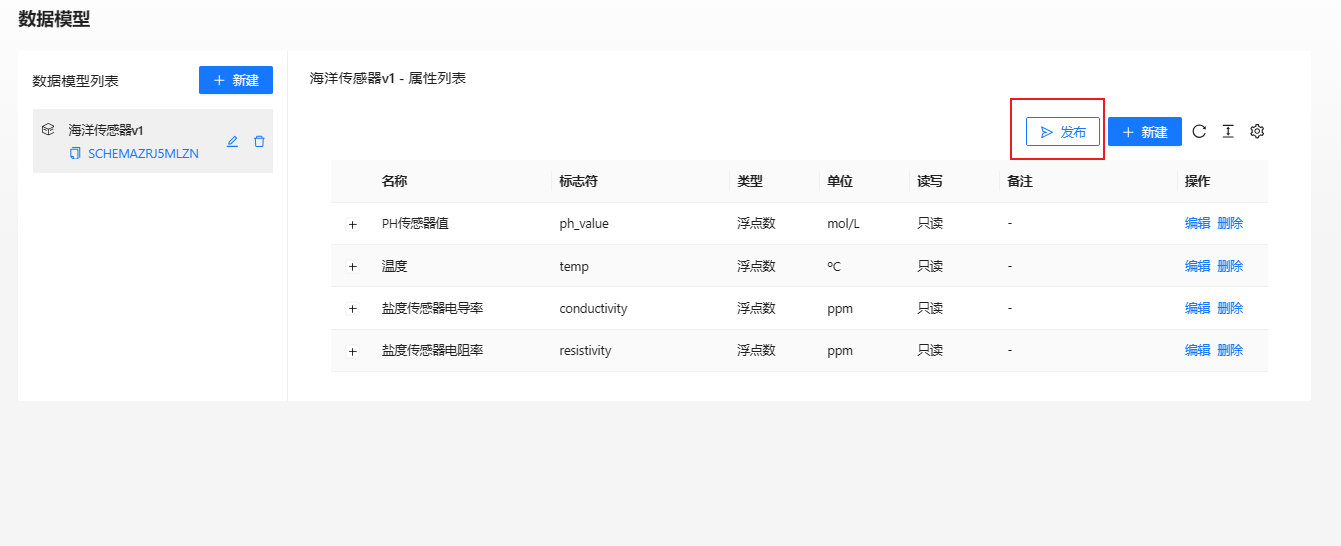 数据模型
数据模型列表
新建
海洋传感器v1
SCHEMAZRJ5MLZN
海洋传感器v1 - 属性列表
发布 新建
名称 标志符 类型 单位 读写 备注 操作
PH传感器值 ph_value 浮点数 mol/L 只读 - 编辑 删除
温度 temp 浮点数 ºC 只读 - 编辑 删除
盐度传感器电导率 conductivity 浮点数 ppm 只读 - 编辑 删除
盐度传感器电阻率 resistivity 浮点数 ppm 只读 - 编辑 删除